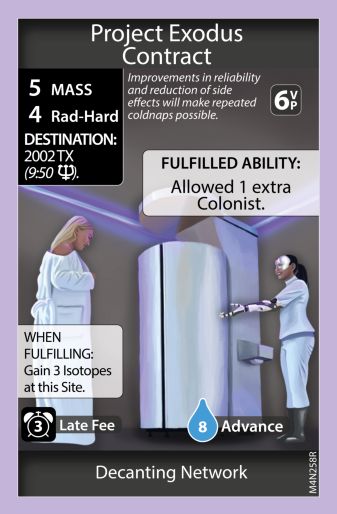 Project Exodus
Contract
5 MASS
4 Rad-Hard
DESTINATION:
2002 TX
(9:50 ♆).
Improvements in reliability
and reduction of side
effects will make repeated
coldnaps possible.
6 VP
FULFILLED ABILITY:
Allowed 1 extra
Colonist.
WHEN
FULFILLING:
Gain 3 Isotopes
at this Site.
3 Late Fee
8 Advance
Decanting Network
M4N258R